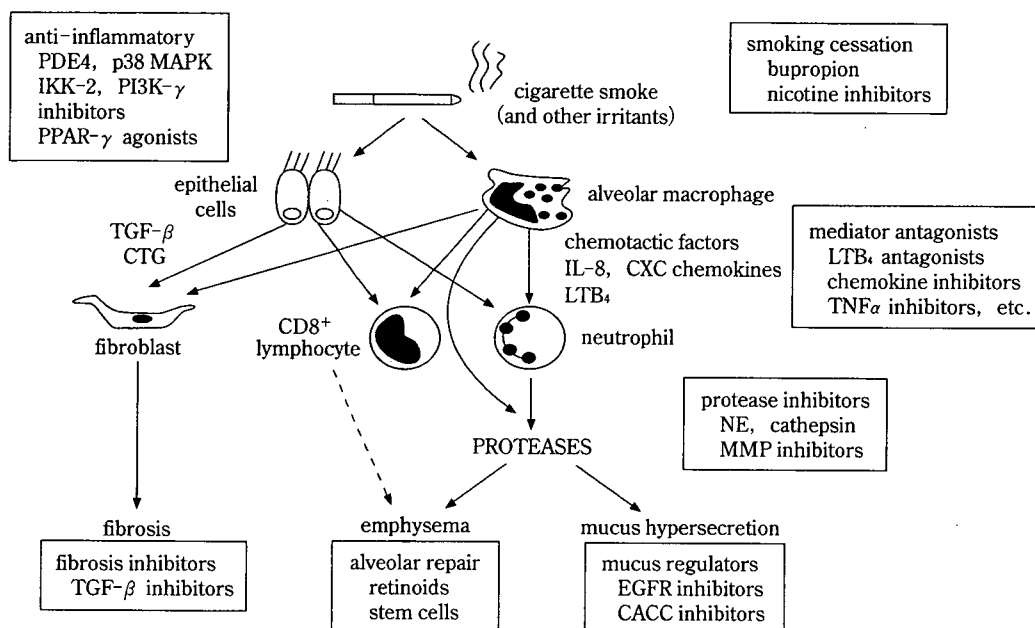 anti-inflammatory
PDE4, p38 MAPK
IKK-2, PI3K-γ
inhibitors
PPAR-γ agonists
cigarette smoke
(and other irritants)
smoking cessation
bupropion
nicotine inhibitors
epithelial
cells
alveolar macrophage
TGF-β
CTG
chemotactic factors
IL-8, CXC chemokines
LTB₄
mediator antagonists
LTB₄ antagonists
chemokine inhibitors
TNFα inhibitors, etc.
fibroblast
CD8⁺
lymphocyte
neutrophil
protease inhibitors
NE, cathepsin
MMP inhibitors
PROTEASES
fibrosis
emphysema
mucus hypersecretion
fibrosis inhibitors
TGF-β inhibitors
alveolar repair
retinoids
stem cells
mucus regulators
EGFR inhibitors
CACC inhibitors